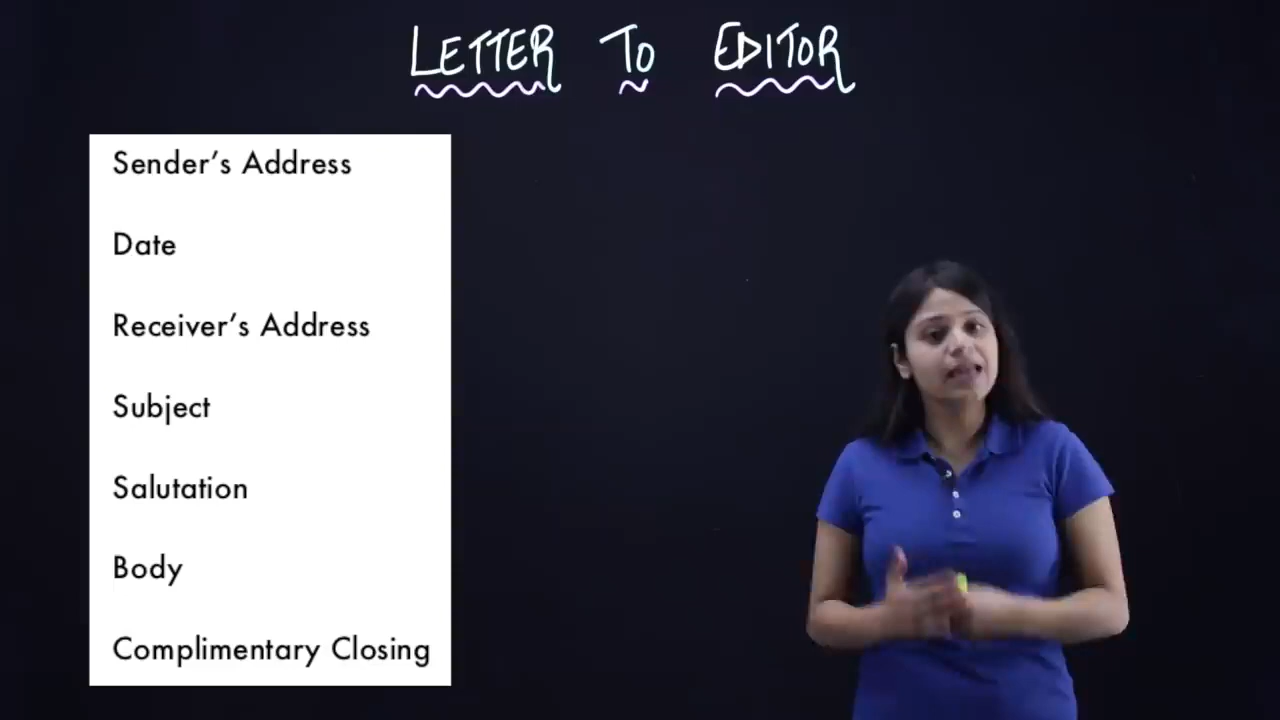 LETTER TO EDITOR
Sender's Address
Date
Receiver's Address
Subject
Salutation
Body
Complimentary Closing